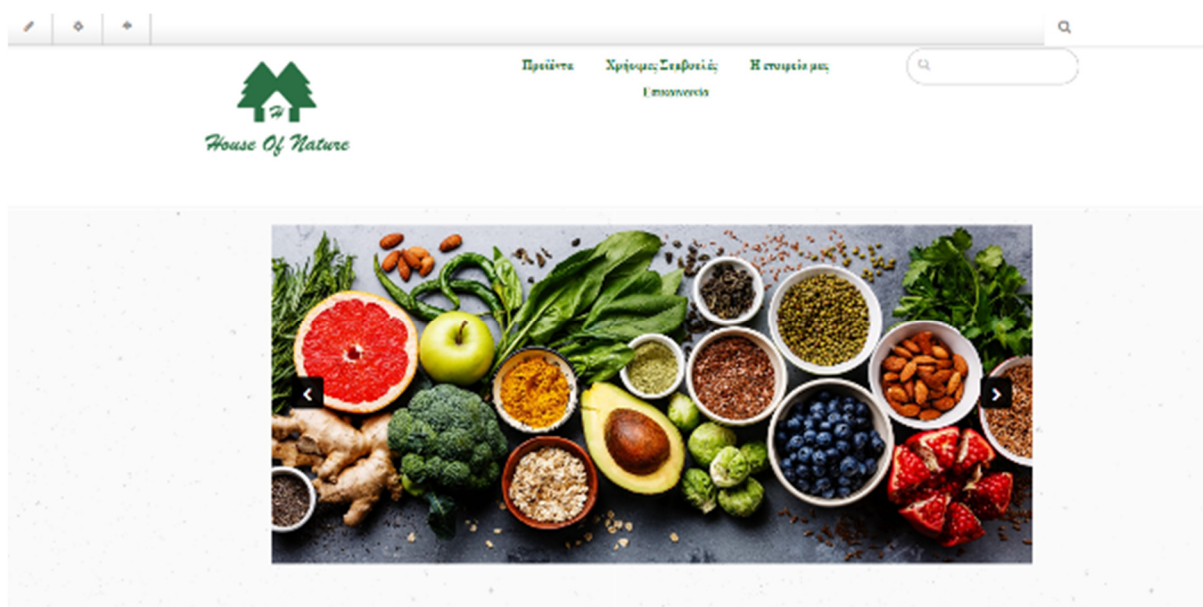 Προϊόντα Χρήσιμες Συμβουλές Η εταιρεία μας
Επικοινωνία
H
House Of Nature